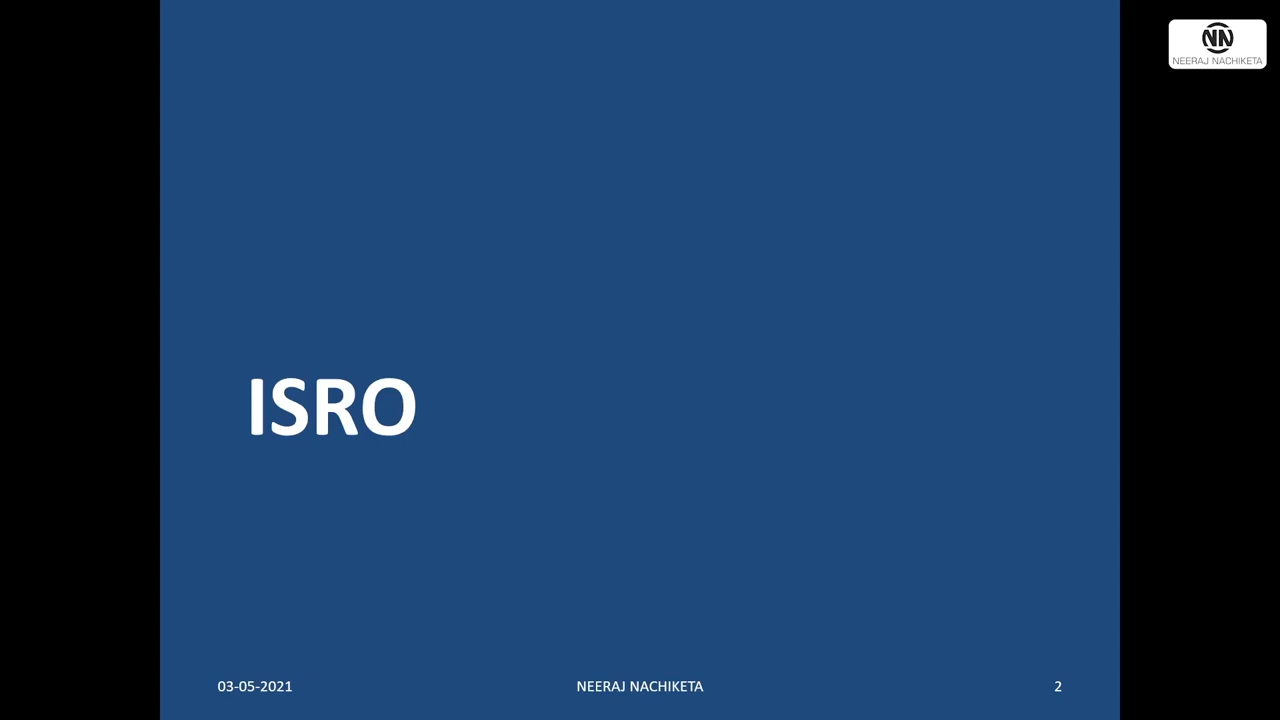 NN
NEERAJ NACHIKETA
ISRO
03-05-2021
NEERAJ NACHIKETA
2